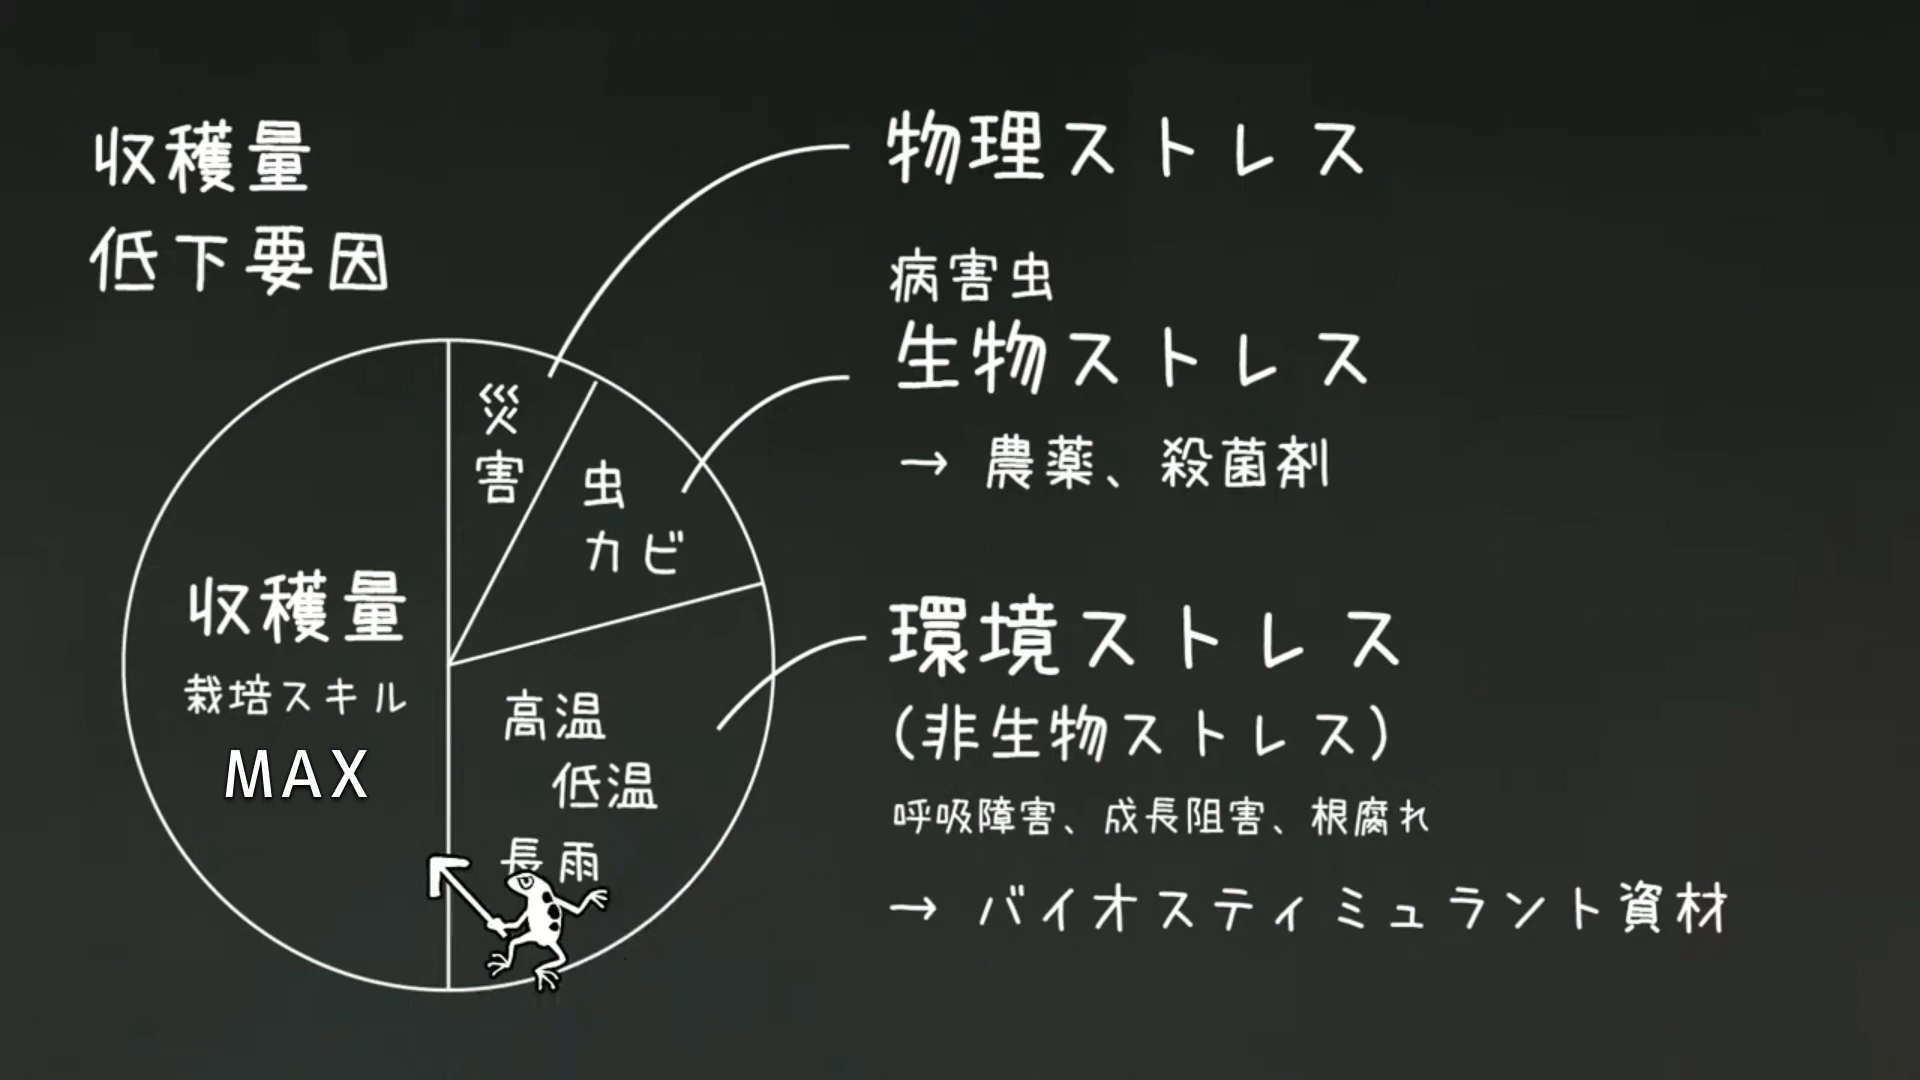 収穫量
低下要因
物理ストレス
病害虫
生物ストレス
→ 農薬、殺菌剤
環境ストレス
(非生物ストレス)
呼吸障害、成長阻害、根腐れ
→ バイオスティミュラント資材
災害
虫
カビ
収穫量
栽培スキル
MAX
高温
低温
長雨